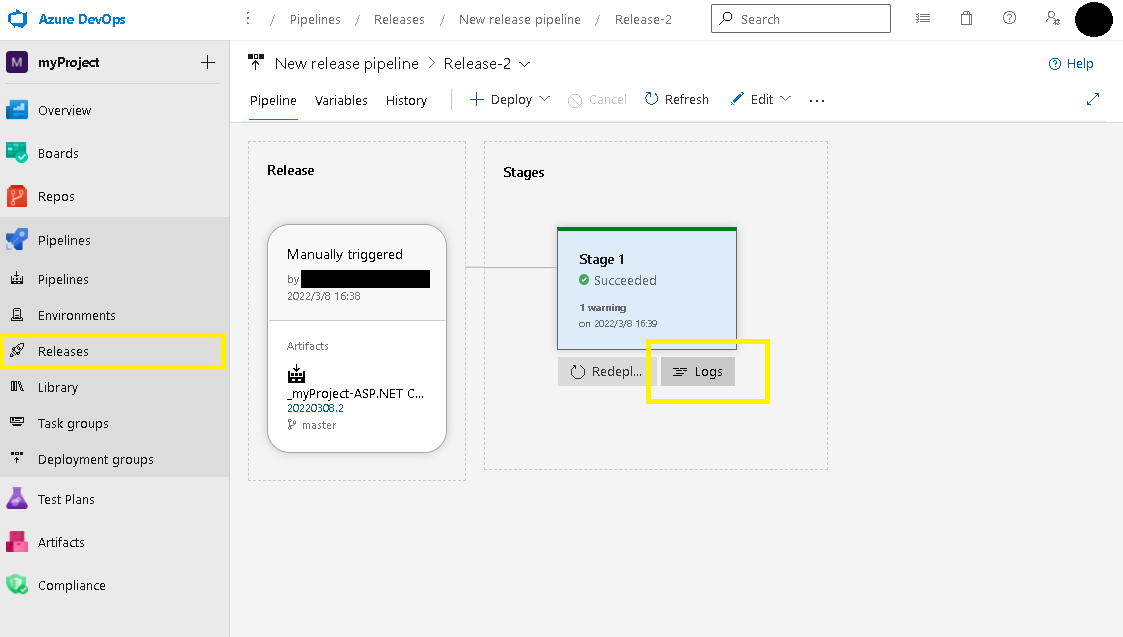 Azure DevOps
/ Pipelines / Releases / New release pipeline / Release-2
Search
M myProject
New release pipeline > Release-2
Help
Pipeline Variables History Deploy Cancel Refresh Edit ...
Overview
Boards
Repos
Pipelines
Pipelines
Environments
Releases
Library
Task groups
Deployment groups
Test Plans
Artifacts
Compliance
Release
Manually triggered
by
2022/3/8 16:38
Artifacts
_myProject-ASP.NET C...
20220308.2
master
Stages
Stage 1
Succeeded
1 warning
on 2022/3/8 16:39
Redepl...
Logs